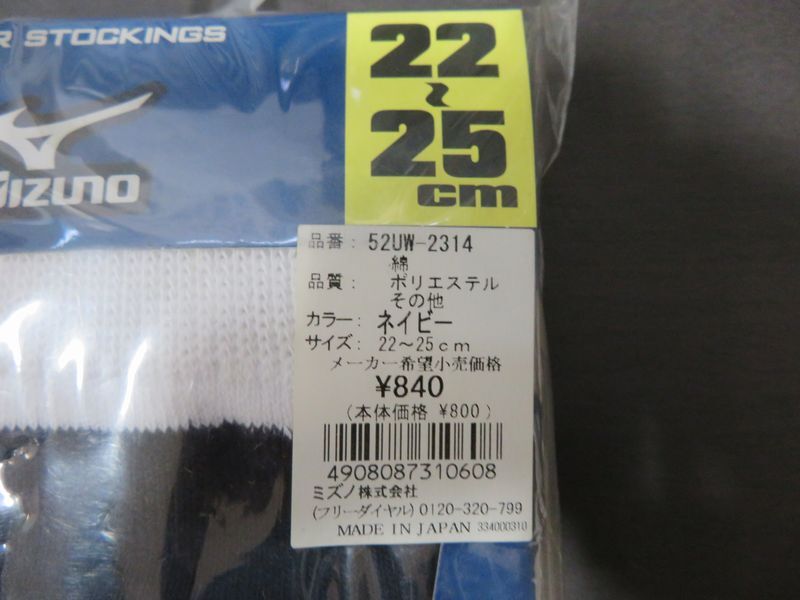 R STOCKINGS
MIZUNO
22
~
25
cm
品番: 52UW-2314
綿
品質: ポリエステル
その他
カラー: ネイビー
サイズ: 22〜25cm
メーカー希望小売価格
¥840
(本体価格 ¥800)
4908087310608
ミズノ株式会社
(フリーダイヤル) 0120-320-799
MADE IN JAPAN 334000310